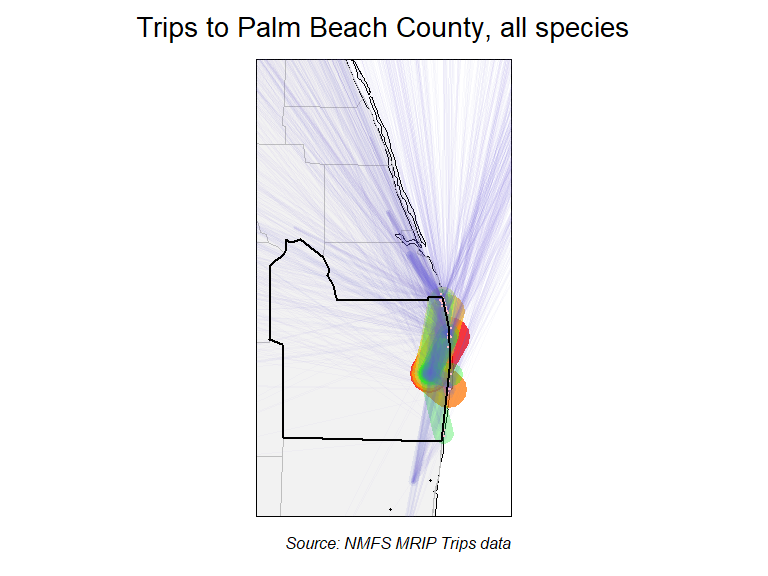 Trips to Palm Beach County, all species
Source: NMFS MRIP Trips data